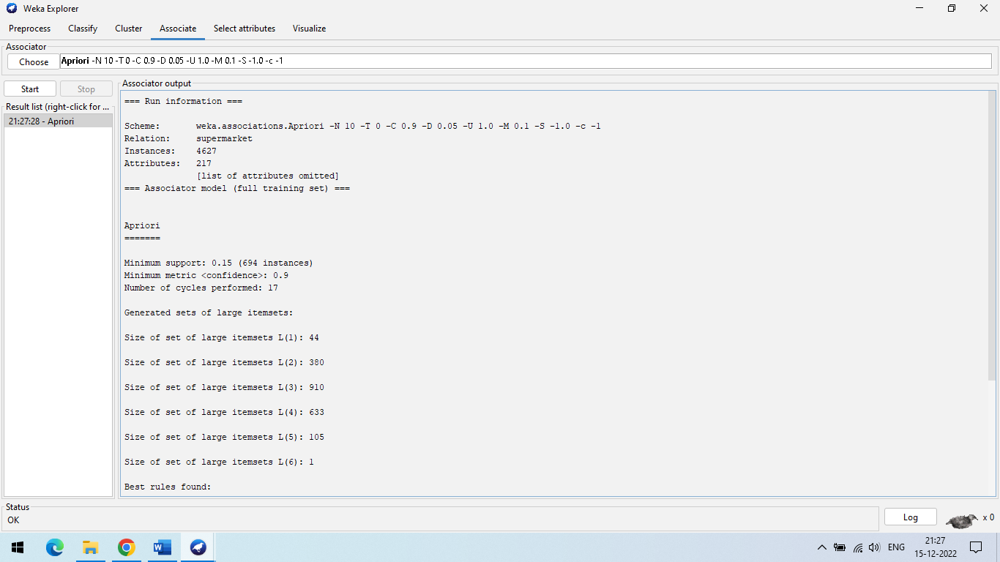 Weka Explorer
Preprocess Classify Cluster Associate Select attributes Visualize
Associator
Choose Apriori -N 10 -T 0 -C 0.9 -D 0.05 -U 1.0 -M 0.1 -S -1.0 -c -1
Start Stop
Result list (right-click for ...
21:27:28 - Apriori
Associator output
=== Run information ===
Scheme: weka.associations.Apriori -N 10 -T 0 -C 0.9 -D 0.05 -U 1.0 -M 0.1 -S -1.0 -c -1
Relation: supermarket
Instances: 4627
Attributes: 217
[list of attributes omitted]
=== Associator model (full training set) ===
Apriori
=======
Minimum support: 0.15 (694 instances)
Minimum metric <confidence>: 0.9
Number of cycles performed: 17
Generated sets of large itemsets:
Size of set of large itemsets L(1): 44
Size of set of large itemsets L(2): 380
Size of set of large itemsets L(3): 910
Size of set of large itemsets L(4): 633
Size of set of large itemsets L(5): 105
Size of set of large itemsets L(6): 1
Best rules found:
Status
OK
Log
x 0
W
ENG
21:27
15-12-2022